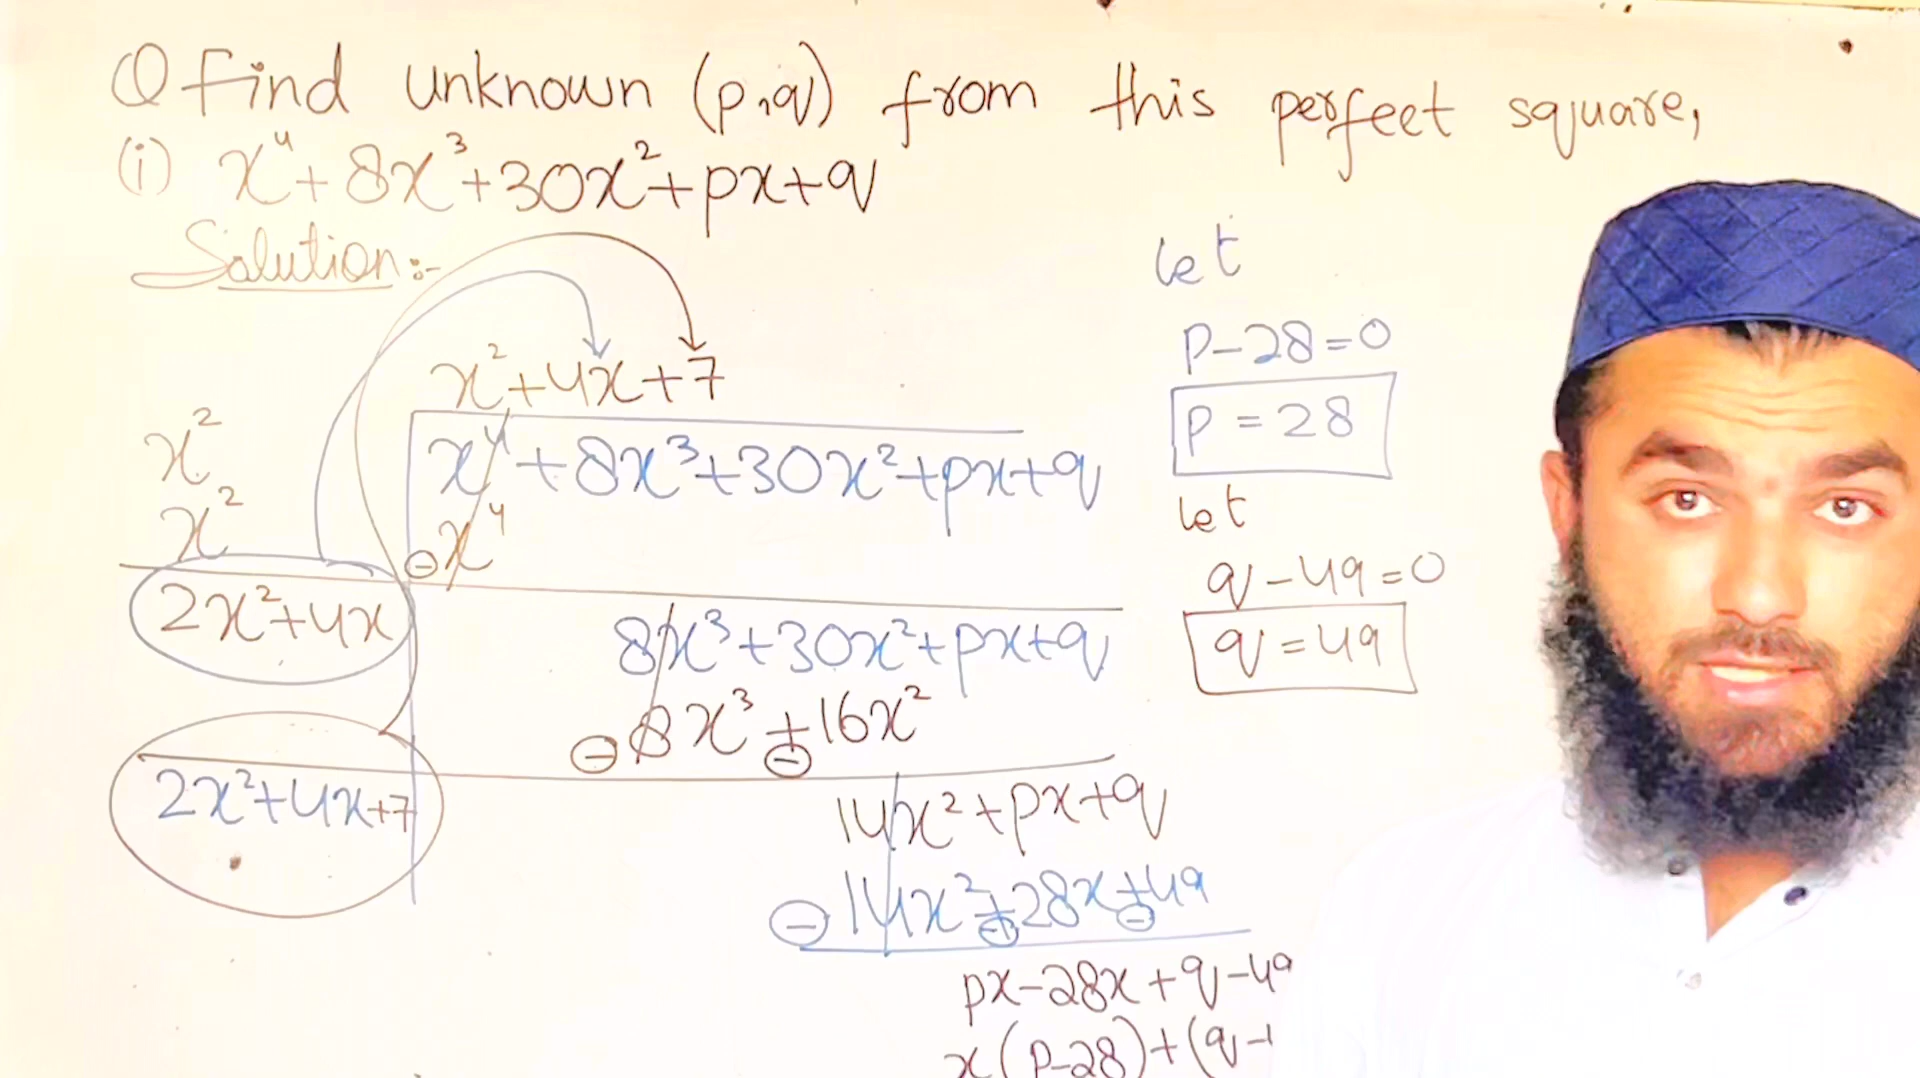 Q Find unknown (p,q) from this perfect square,
(i) x⁴+8x³+30x²+px+q
Solution:-
x²+4x+7
x²
x⁴+8x³+30x²+px+q
x²
⊖x⁴
2x²+4x
8x³+30x²+px+q
⊖8x³+⊖16x²
2x²+4x+7
14x²+px+q
⊖14x²+⊖28x+⊖49
px-28x+q-49
x(p-28)+(q-
Let
P-28=0
P=28
Let
q-49=0
q=49